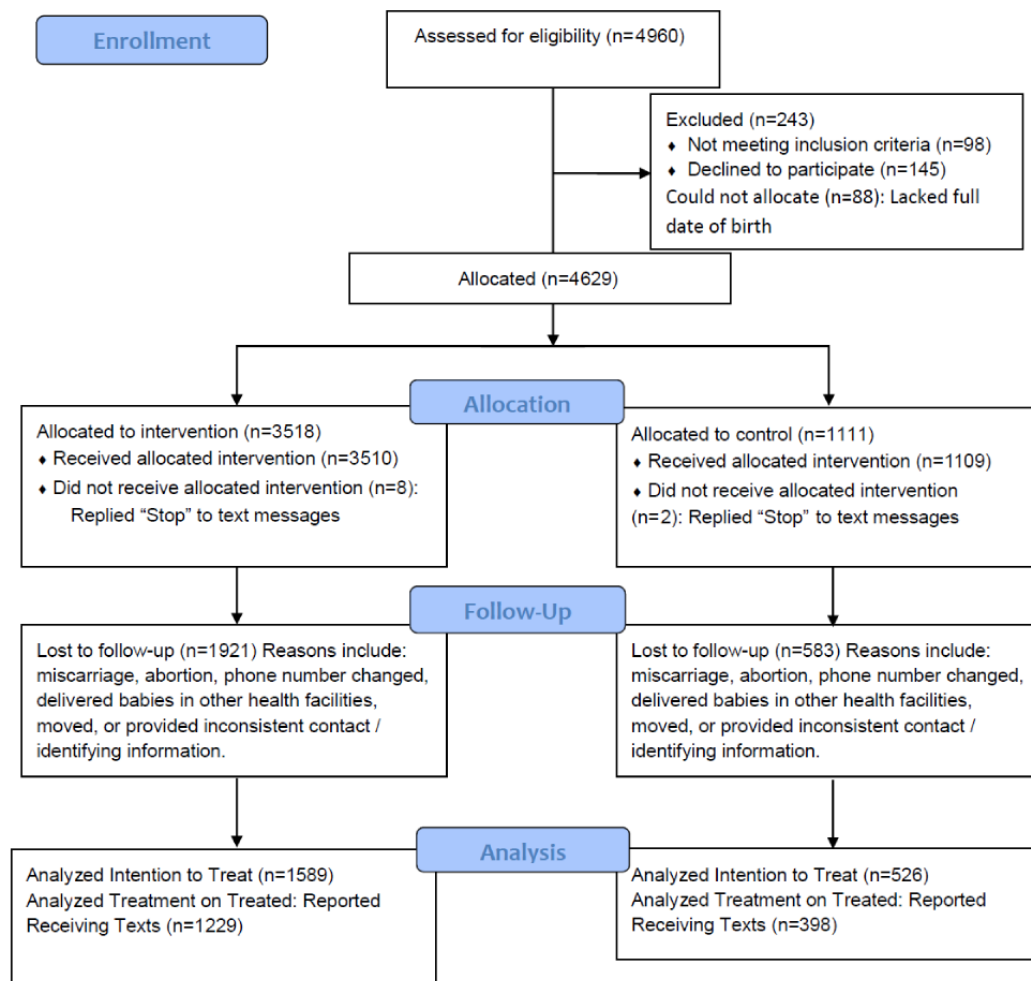 Enrollment
Assessed for eligibility (n=4960)
Excluded (n=243)
♦ Not meeting inclusion criteria (n=98)
♦ Declined to participate (n=145)
Could not allocate (n=88): Lacked full
date of birth
Allocated (n=4629)
Allocation
Allocated to intervention (n=3518)
♦ Received allocated intervention (n=3510)
♦ Did not receive allocated intervention (n=8):
Replied “Stop” to text messages
Allocated to control (n=1111)
♦ Received allocated intervention (n=1109)
♦ Did not receive allocated intervention
(n=2): Replied “Stop” to text messages
Follow-Up
Lost to follow-up (n=1921) Reasons include:
miscarriage, abortion, phone number changed,
delivered babies in other health facilities,
moved, or provided inconsistent contact /
identifying information.
Lost to follow-up (n=583) Reasons include:
miscarriage, abortion, phone number changed,
delivered babies in other health facilities,
moved, or provided inconsistent contact /
identifying information.
Analysis
Analyzed Intention to Treat (n=1589)
Analyzed Treatment on Treated: Reported
Receiving Texts (n=1229)
Analyzed Intention to Treat (n=526)
Analyzed Treatment on Treated: Reported
Receiving Texts (n=398)